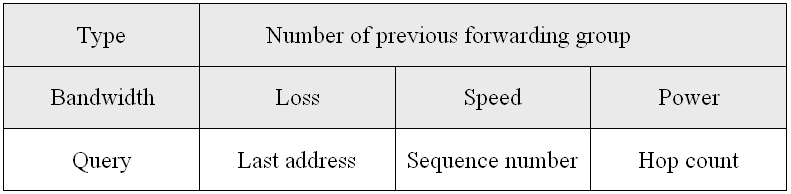 Type Number of previous forwarding group
Bandwidth Loss Speed Power
Query Last address Sequence number Hop count